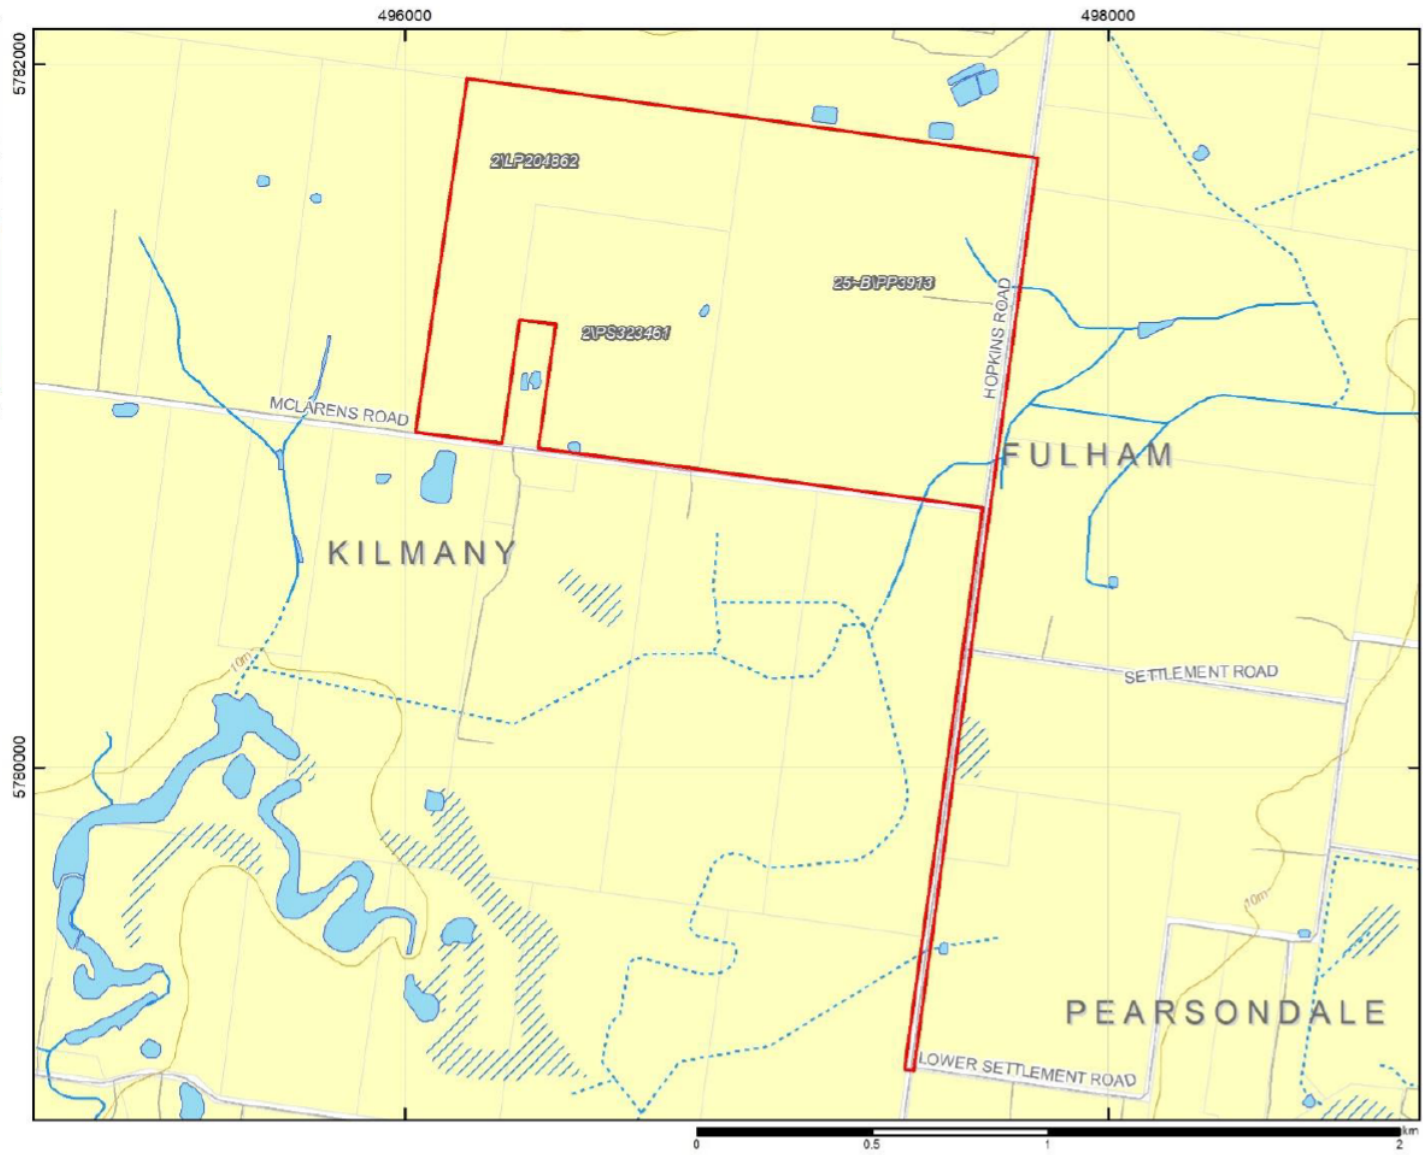 496000
498000
5782000
2\LP204862
25~B\PP3913
2\PS323461
HOPKINS ROAD
MCLARENS ROAD
FULHAM
KILMANY
10m
SETTLEMENT ROAD
5780000
10m
PEARSONDALE
LOWER SETTLEMENT ROAD
km
0
0.5
1
2